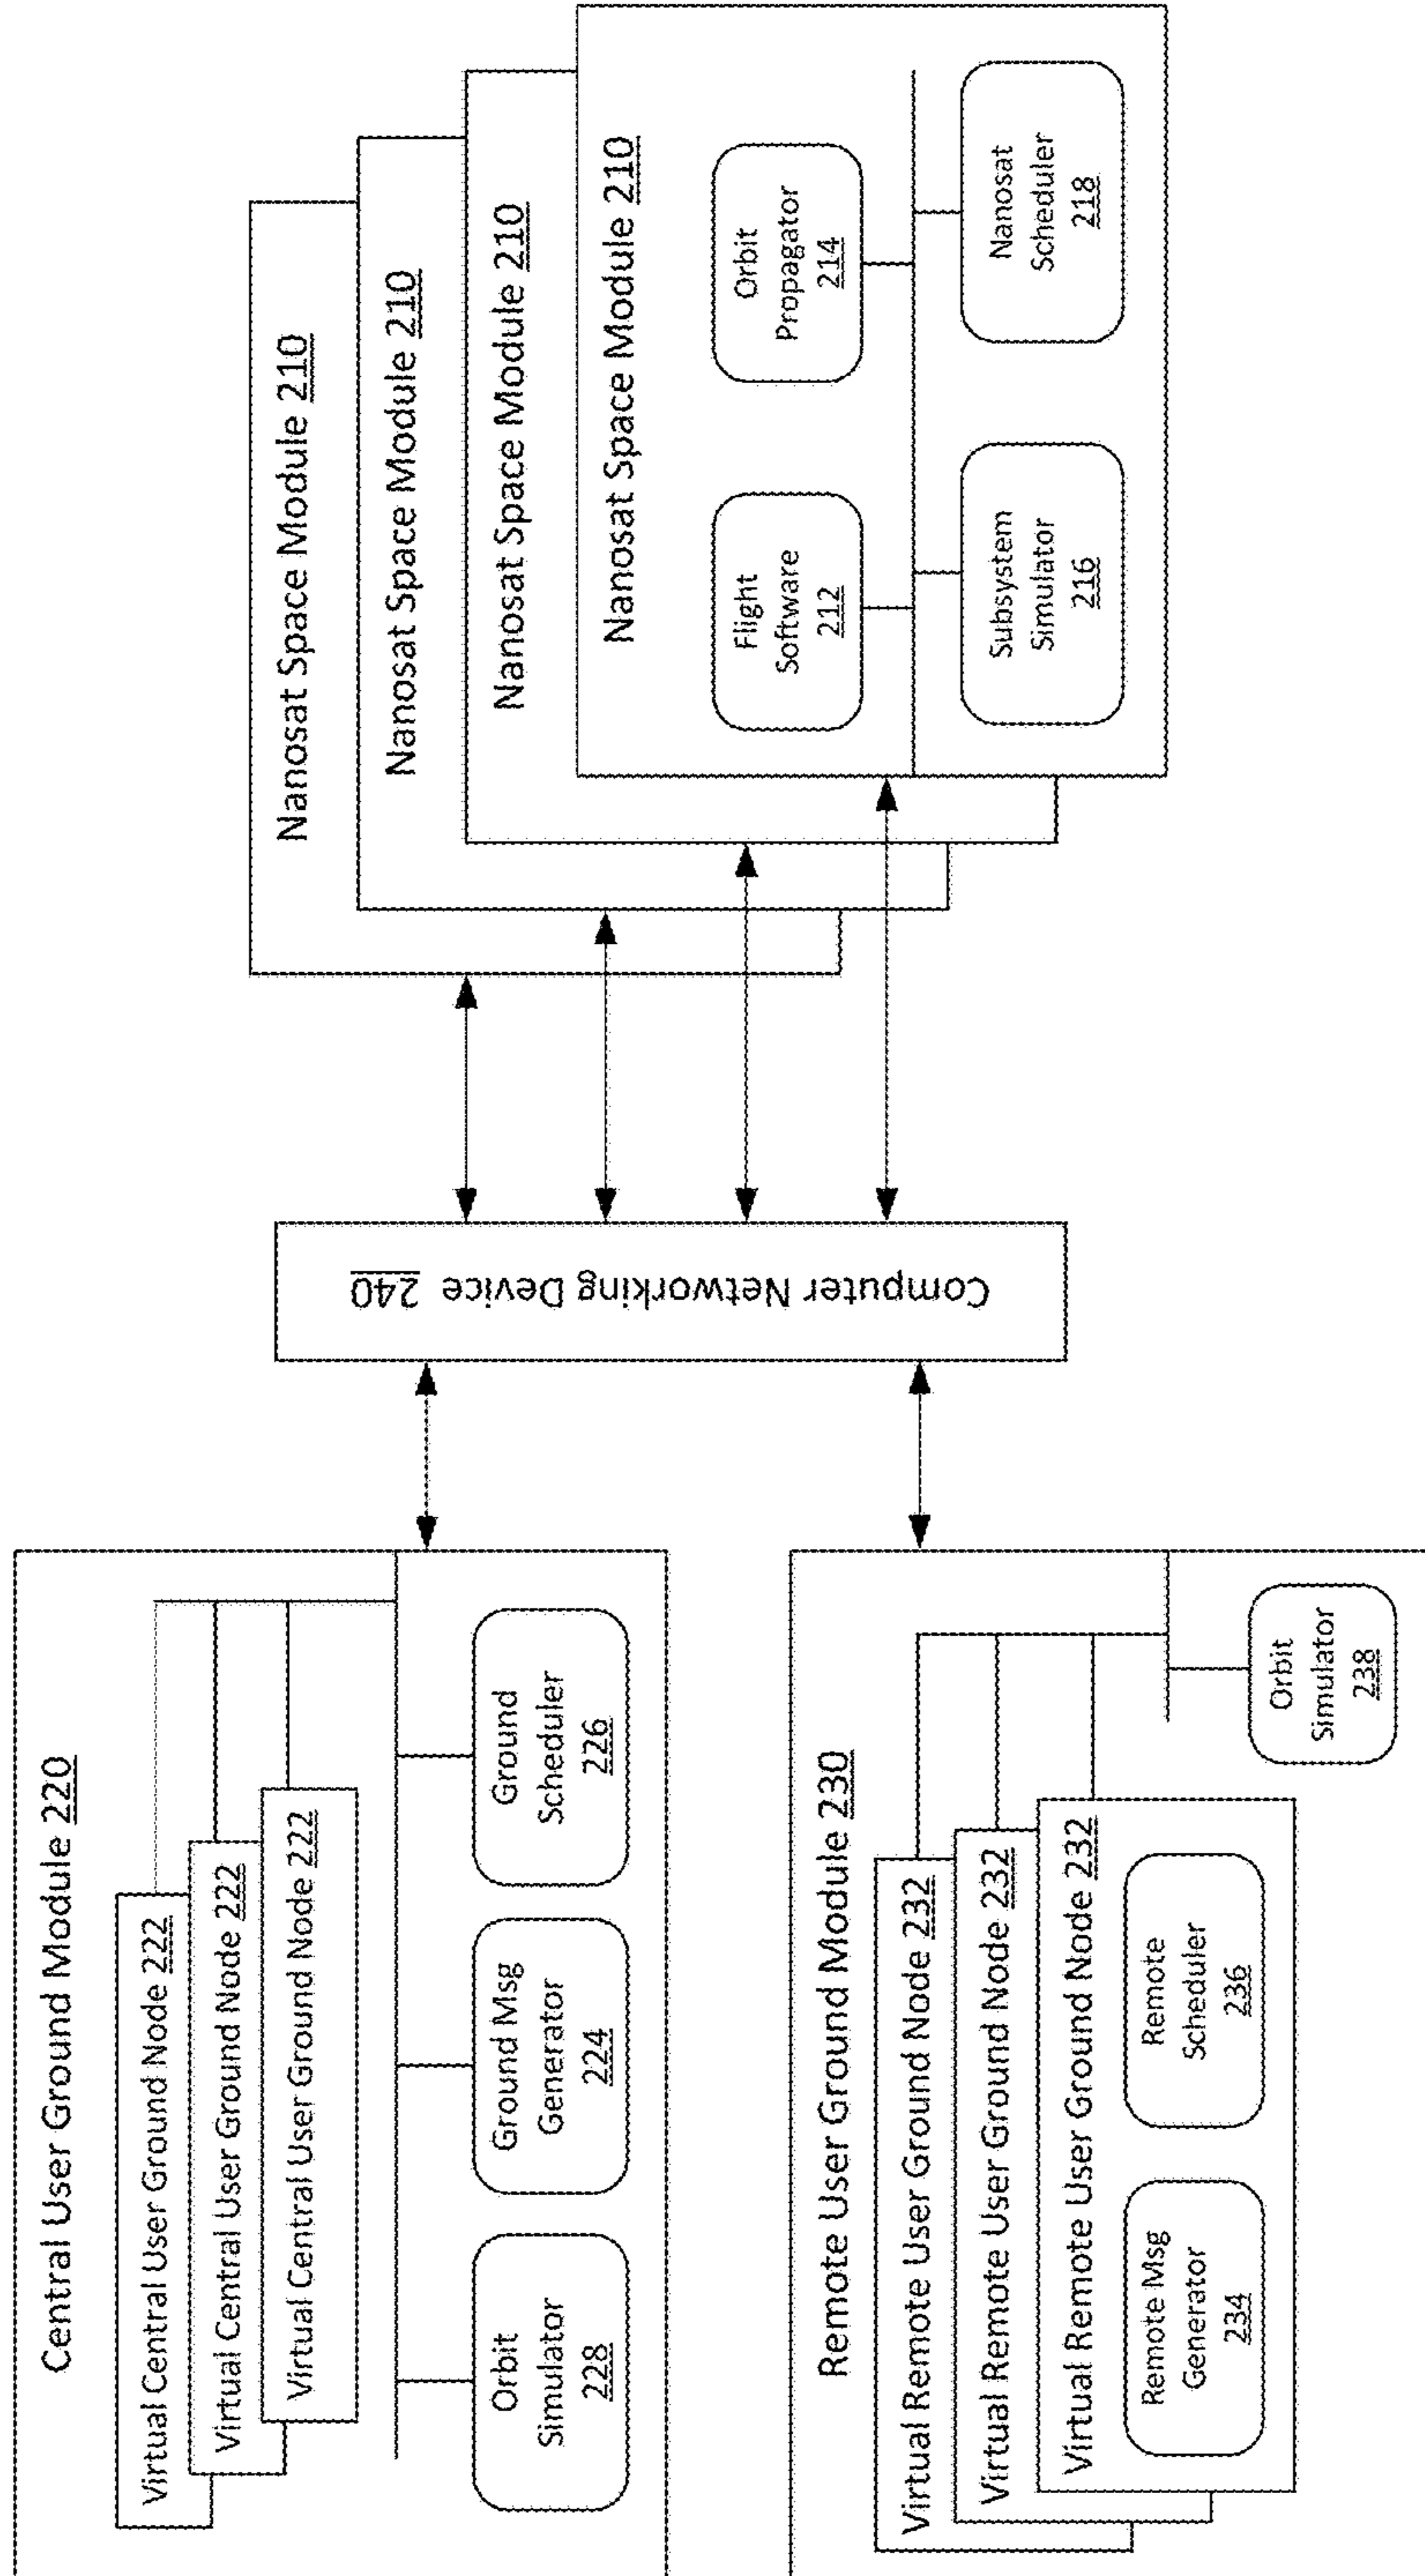 Central User Ground Module 220
Virtual Central User Ground Node 222
Virtual Central User Ground Node 222
Virtual Central User Ground Node 222
Orbit
Simulator
228
Ground Msg
Generator
224
Ground
Scheduler
226
Remote User Ground Module 230
Virtual Remote User Ground Node 232
Virtual Remote User Ground Node 232
Virtual Remote User Ground Node 232
Remote Msg
Generator
234
Remote
Scheduler
236
Orbit
Simulator
238
Computer Networking Device 240
Nanosat Space Module 210
Nanosat Space Module 210
Nanosat Space Module 210
Nanosat Space Module 210
Flight
Software
212
Orbit
Propagator
214
Subsystem
Simulator
216
Nanosat
Scheduler
218